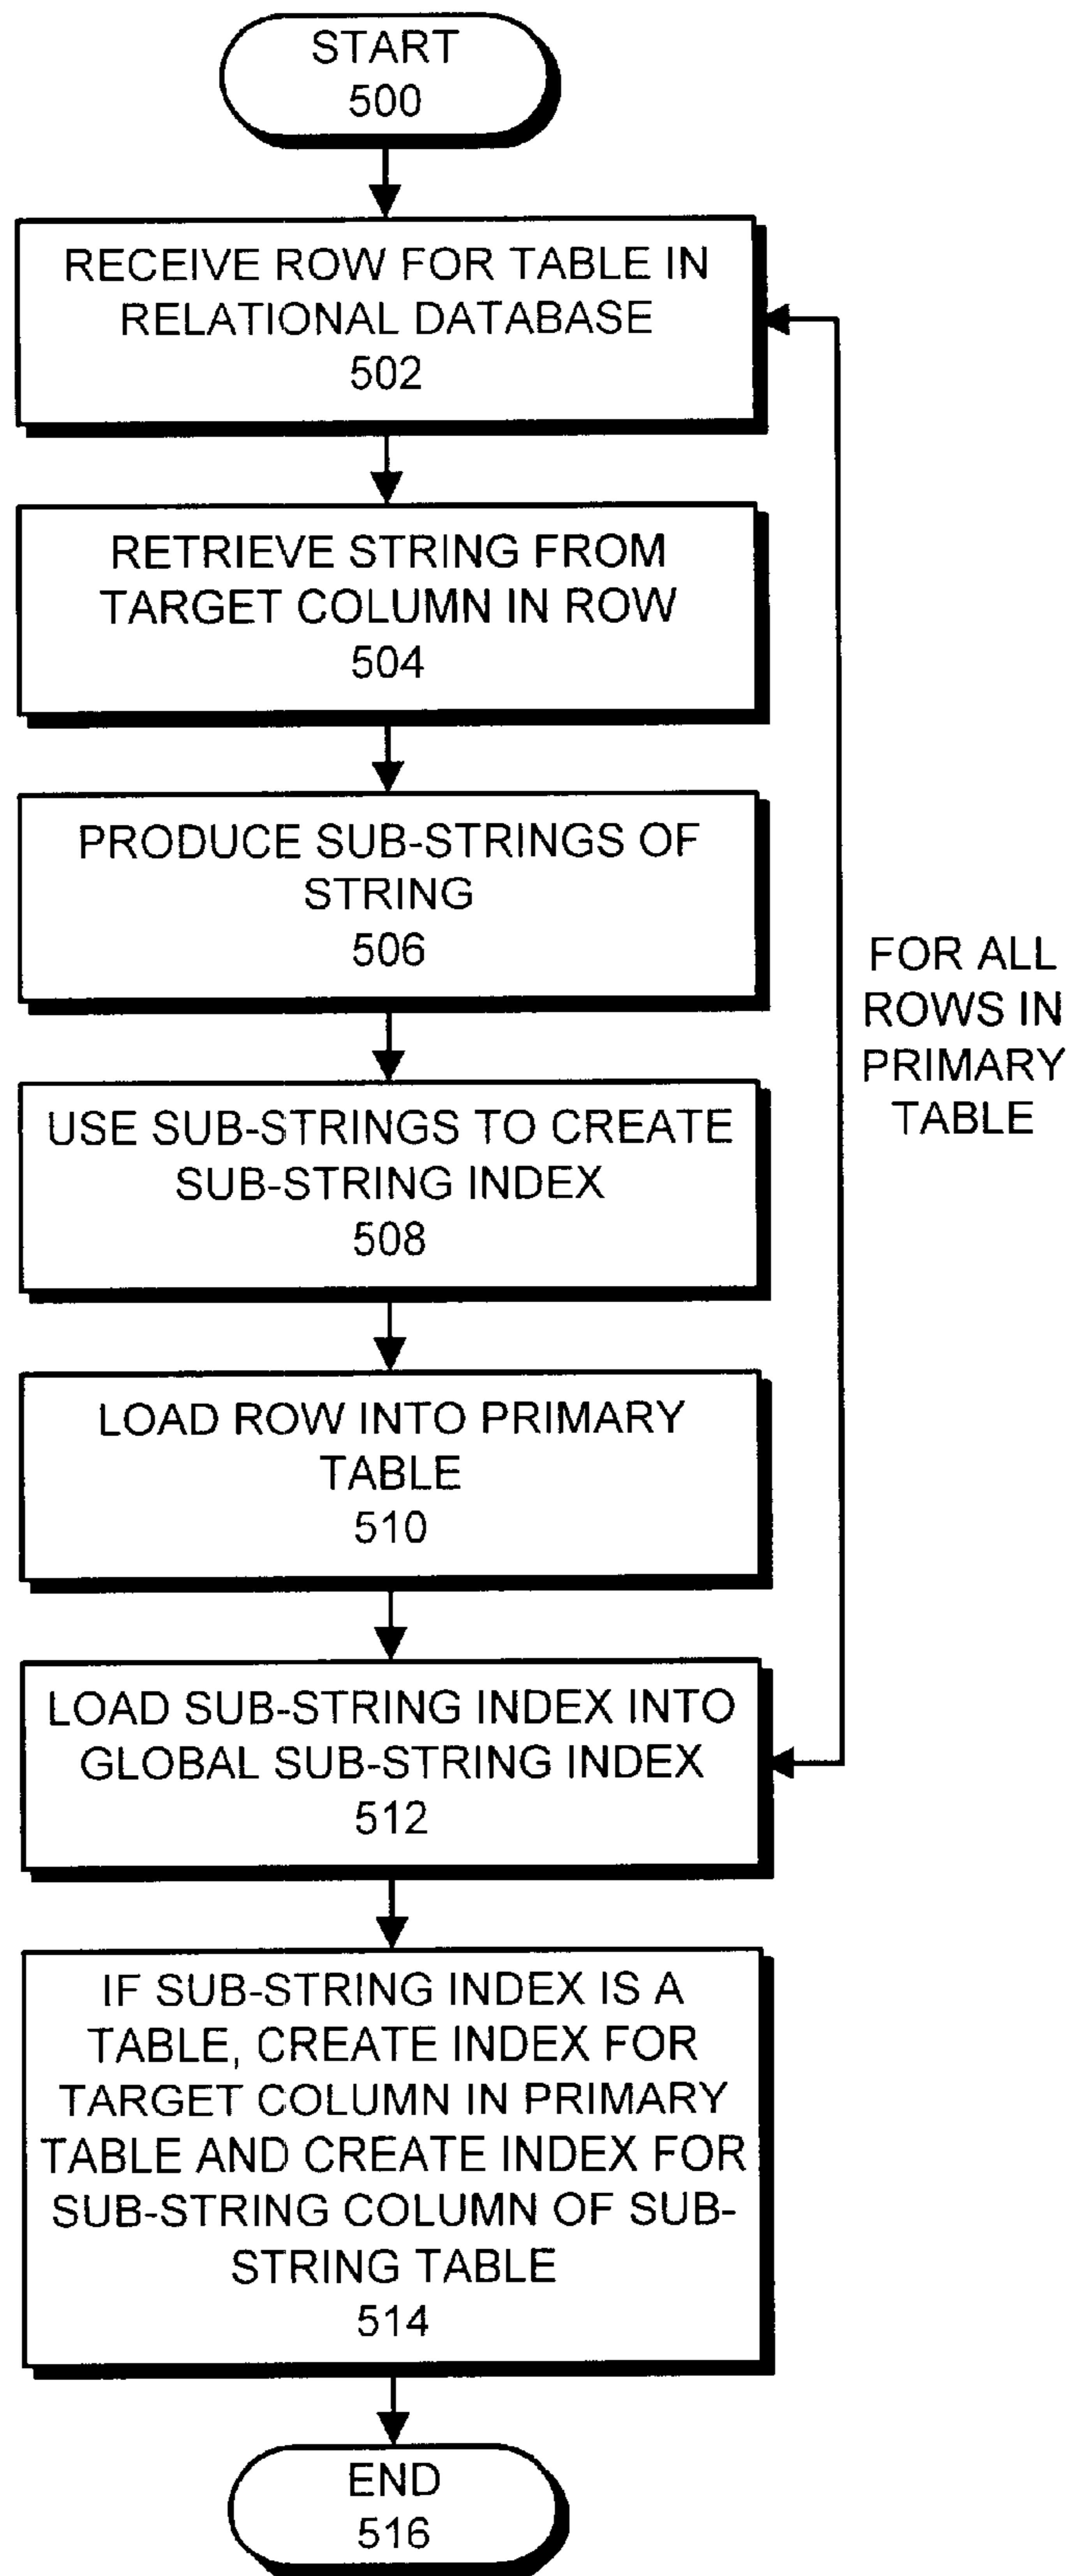 START
500
RECEIVE ROW FOR TABLE IN
RELATIONAL DATABASE
502
RETRIEVE STRING FROM
TARGET COLUMN IN ROW
504
PRODUCE SUB-STRINGS OF
STRING
506
FOR ALL
ROWS IN
PRIMARY
TABLE
USE SUB-STRINGS TO CREATE
SUB-STRING INDEX
508
LOAD ROW INTO PRIMARY
TABLE
510
LOAD SUB-STRING INDEX INTO
GLOBAL SUB-STRING INDEX
512
IF SUB-STRING INDEX IS A
TABLE, CREATE INDEX FOR
TARGET COLUMN IN PRIMARY
TABLE AND CREATE INDEX FOR
SUB-STRING COLUMN OF SUB-
STRING TABLE
514
END
516